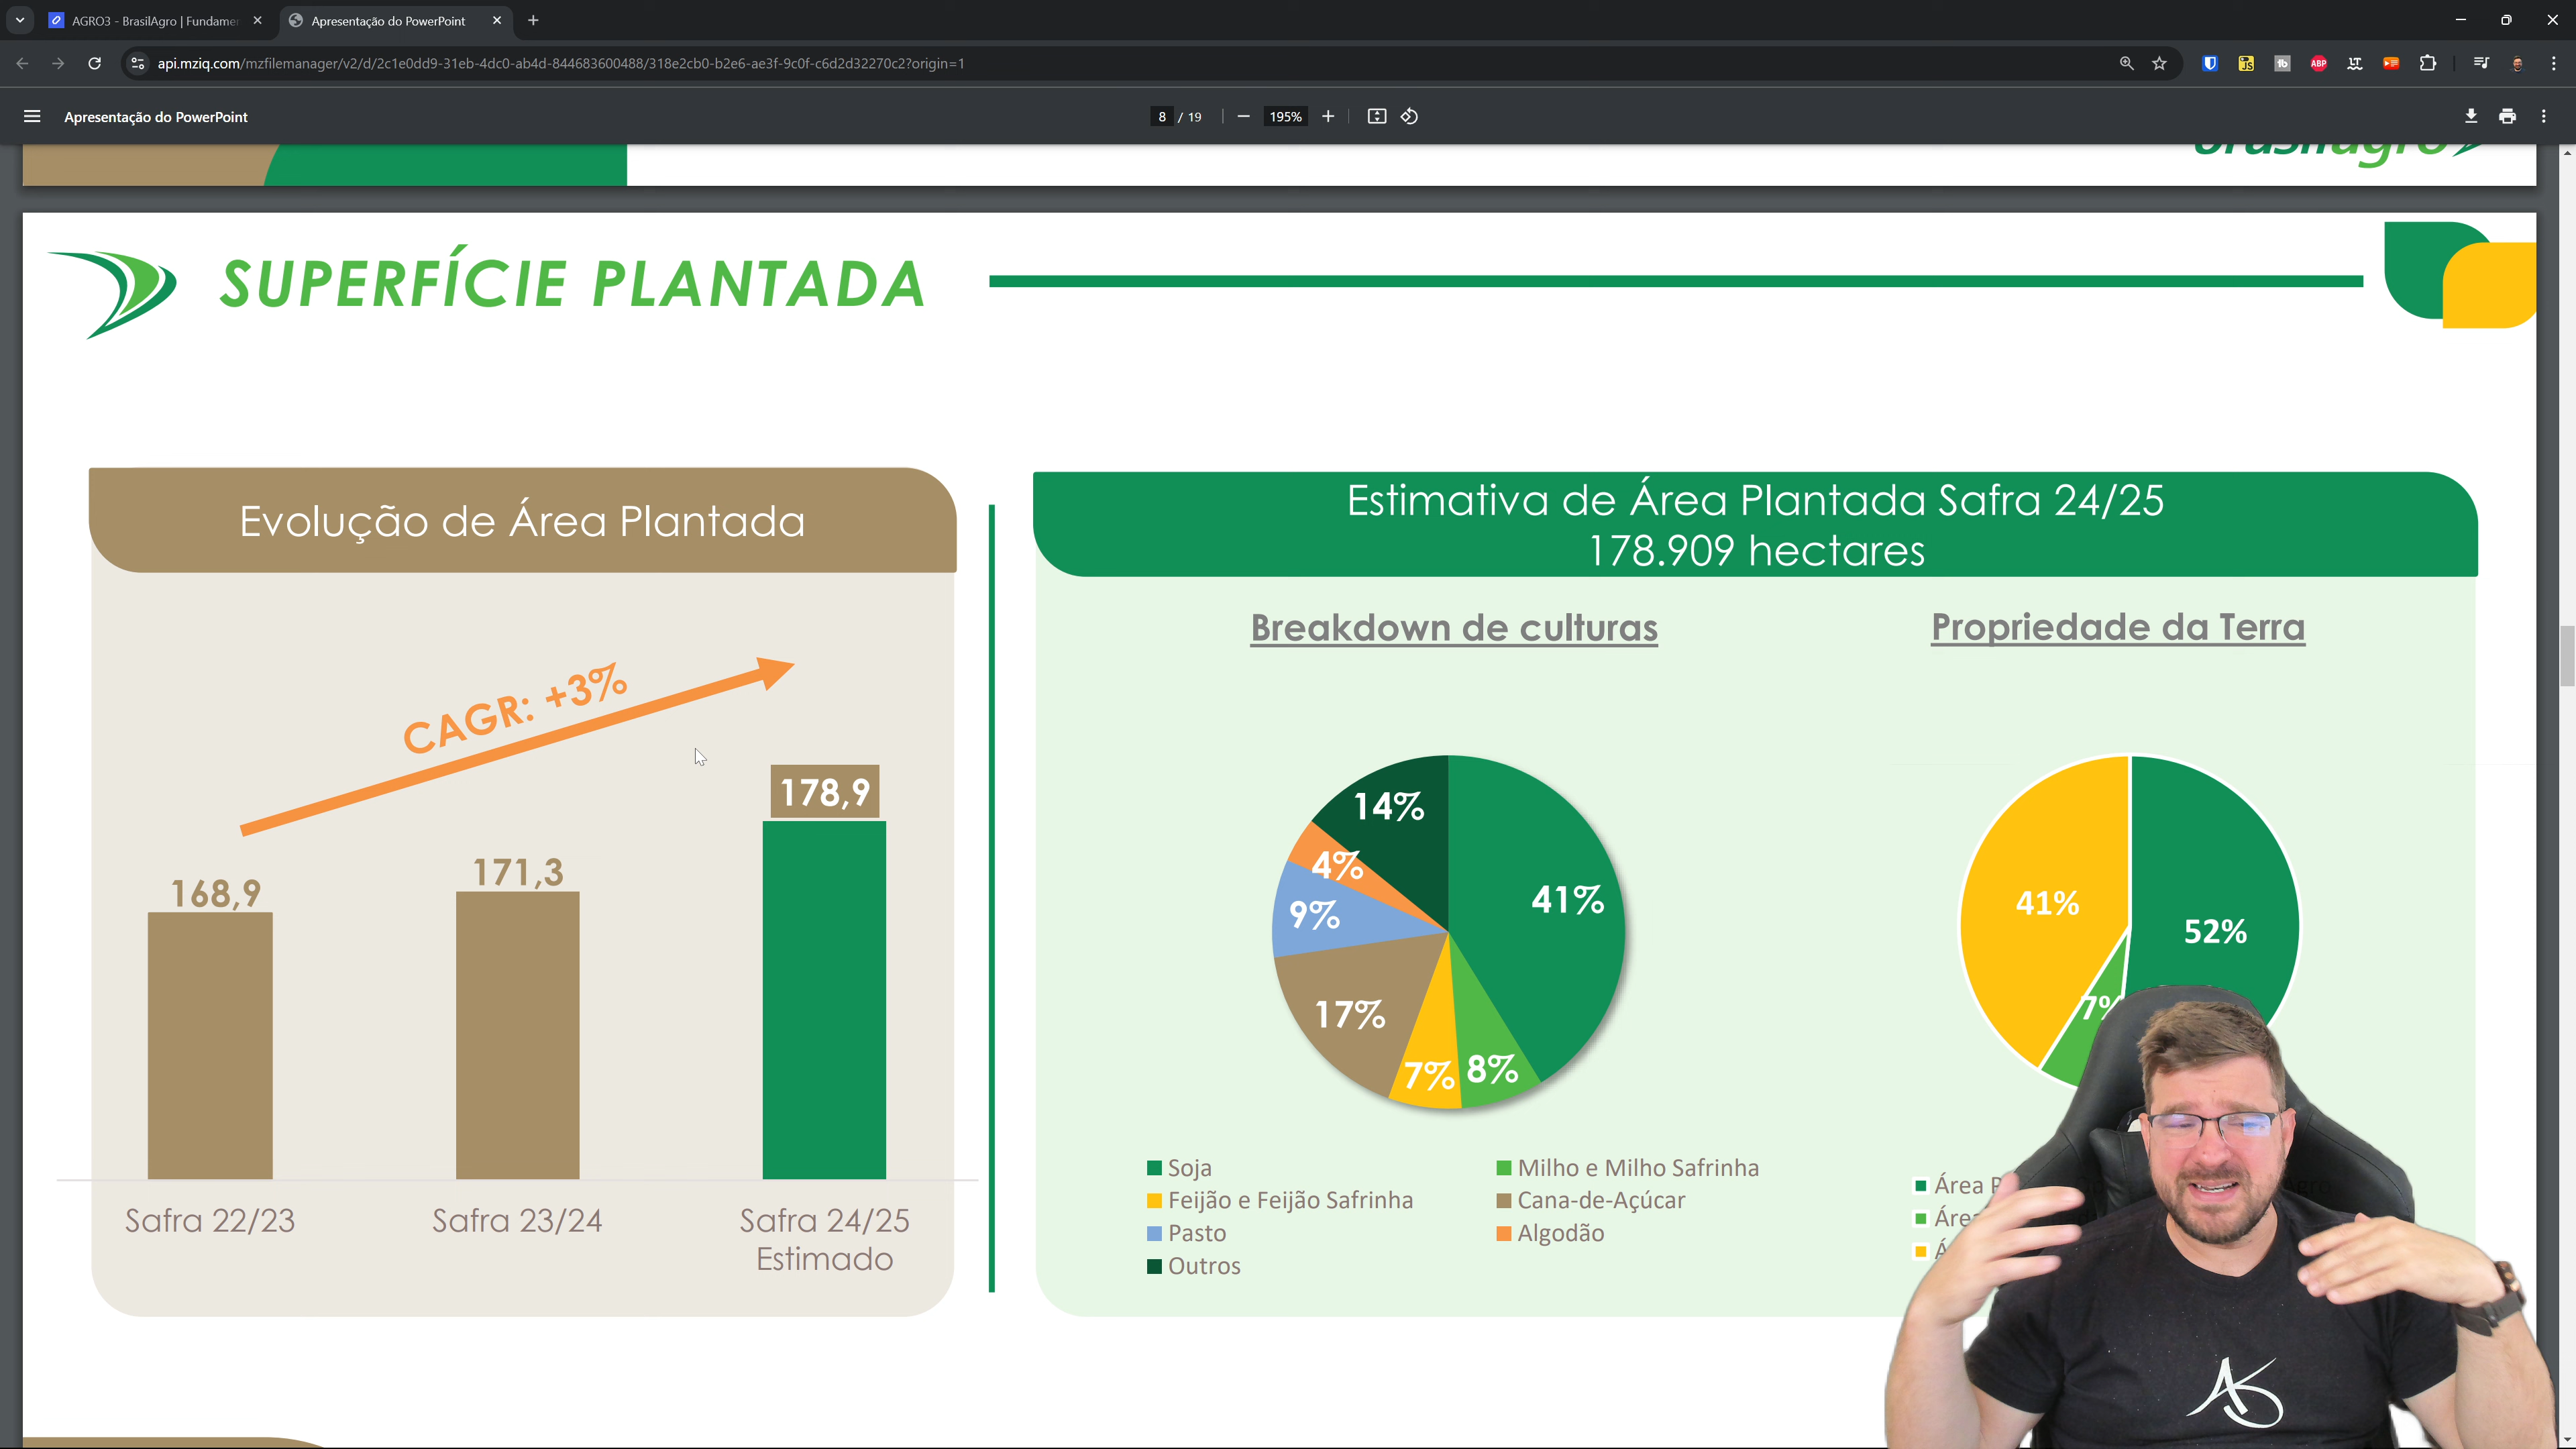 AGRO3 - BrasilAgro | Fundame
Apresentação do PowerPoint
api.mziq.com/mzfilemanager/v2/d/2c1e0dd9-31eb-4dc0-ab4d-844683600488/318e2cb0-b2e6-ae3f-9c0f-c6d2d32270c2?origin=1
Apresentação do PowerPoint
8 / 19
195%
brasilagro
SUPERFÍCIE PLANTADA
Evolução de Área Plantada
CAGR: +3%
168,9
171,3
178,9
Safra 22/23
Safra 23/24
Safra 24/25
Estimado
Estimativa de Área Plantada Safra 24/25
178.909 hectares
Breakdown de culturas
14%
4%
9%
17%
7%
8%
41%
Soja
Milho e Milho Safrinha
Feijão e Feijão Safrinha
Cana-de-Açúcar
Pasto
Algodão
Outros
Propriedade da Terra
41%
52%
7%
Área